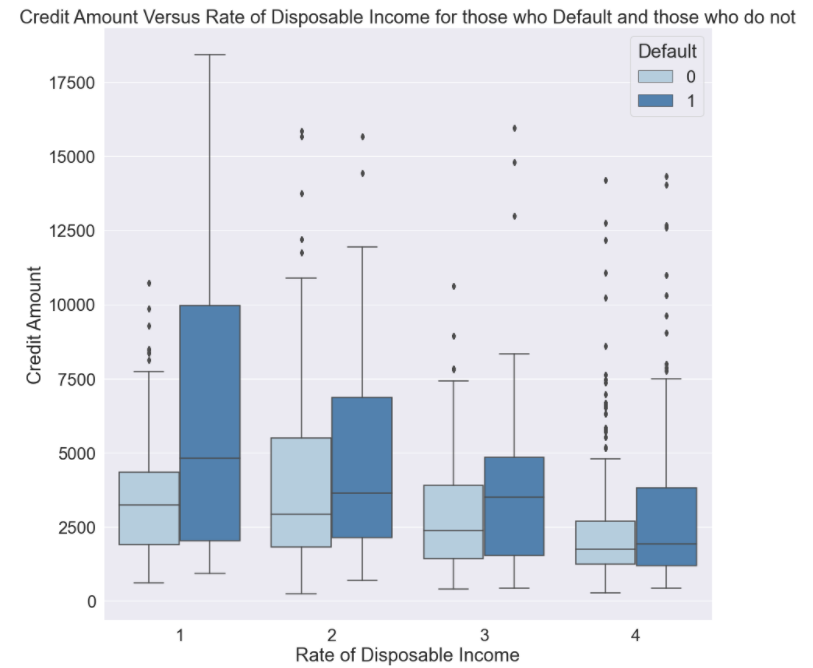 Credit Amount Versus Rate of Disposable Income for those who Default and those who do not
Default
0
1
17500
15000
12500
10000
7500
5000
2500
0
Credit Amount
1 2 3 4
Rate of Disposable Income